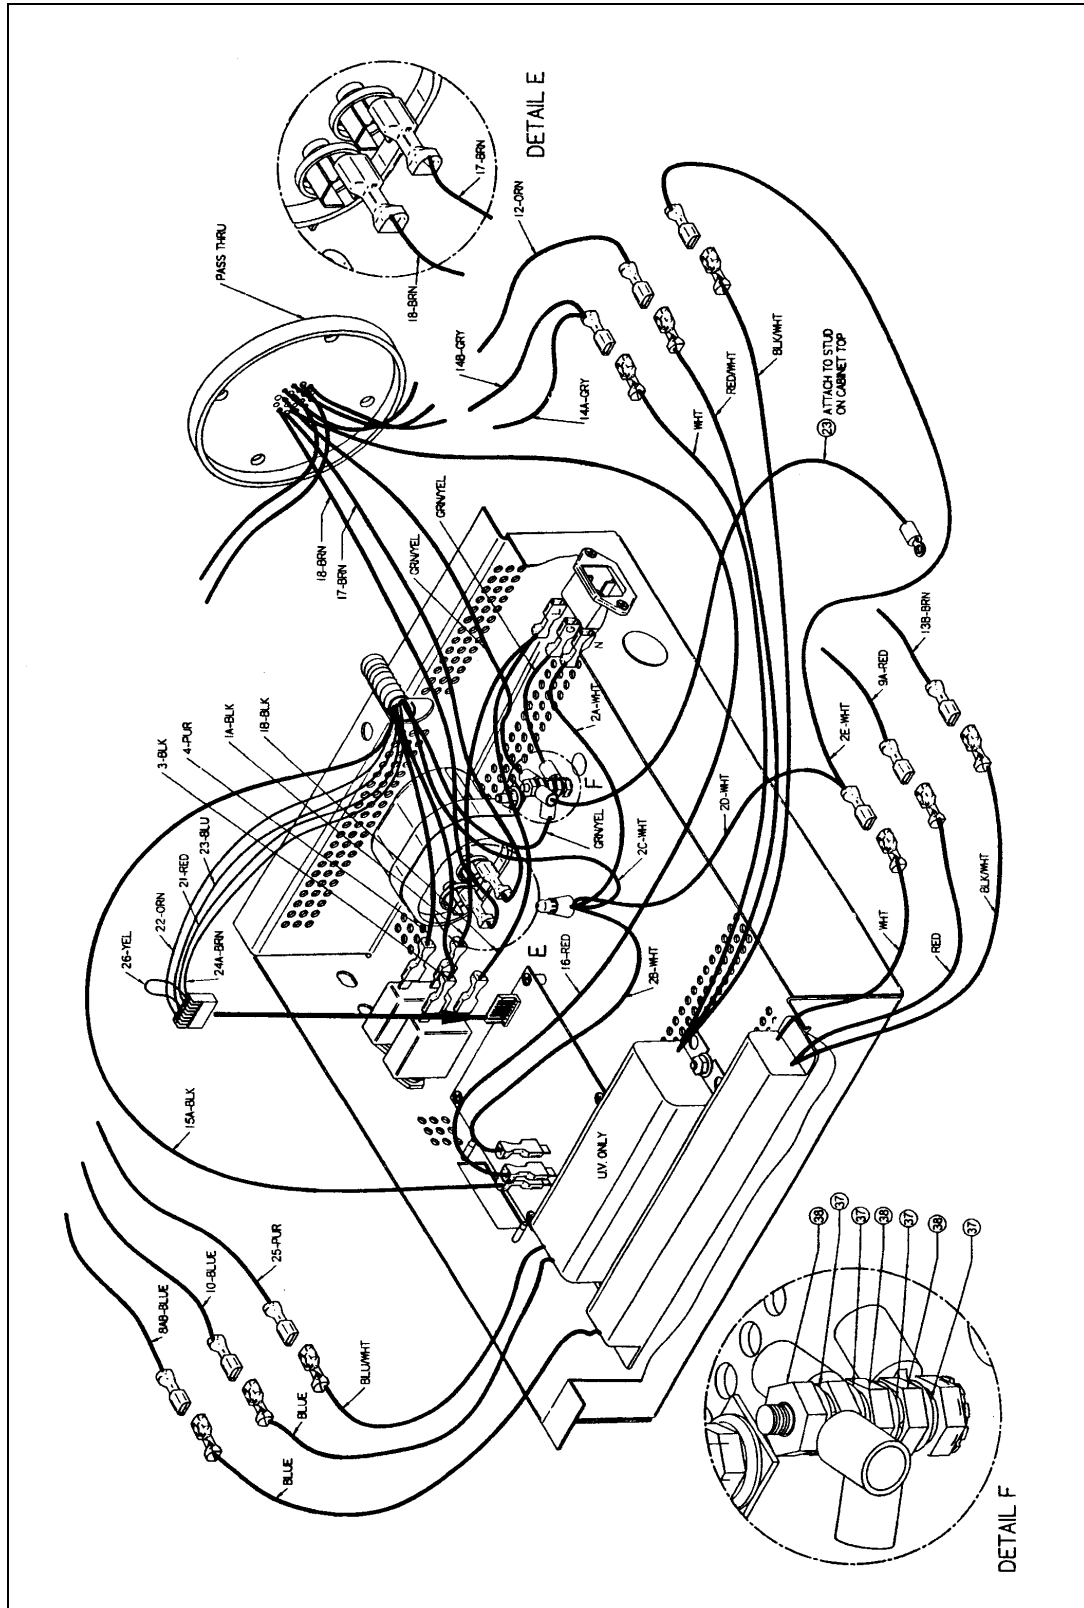 DETAIL E
17-BRN
18-BRN
PASS THRU
12-ORN
14B-GRY
14A-GRY
WHT
RED/WHT
BLK/WHT
23 ATTACH TO STUD
ON CABINET TOP
18-BRN
17-BRN
GRN/YEL
GRN/YEL
L
G
N
3-BLK
4-PUR
1A-BLK
1B-BLK
2A-WHT
F
GRN/YEL
2C-WHT
2D-WHT
2E-WHT
9A-RED
13B-BRN
23-BLU
21-RED
22-ORN
24A-BRN
26-YEL
E
16-RED
2B-WHT
WHT
RED
BLK/WHT
15A-BLK
U.V. ONLY
25-PUR
10-BLUE
8AB-BLUE
BLU/WHT
BLUE
BLUE
38
37
37
38
37
38
37
DETAIL F